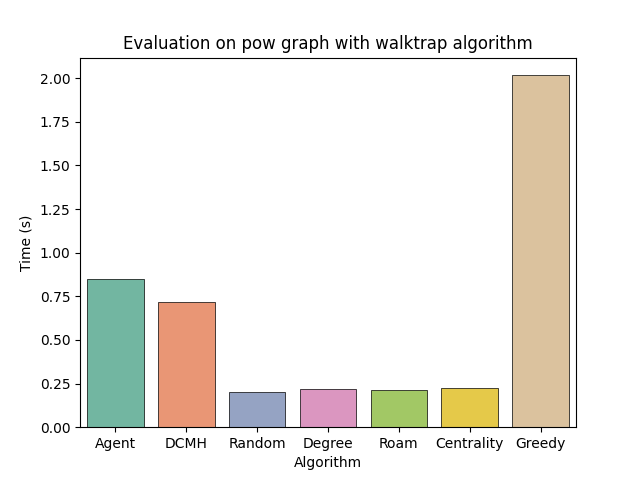 Evaluation on pow graph with walktrap algorithm
2.00
1.75
1.50
1.25
1.00
0.75
0.50
0.25
0.00
Time (s)
Agent DCMH Random Degree Roam Centrality Greedy
Algorithm